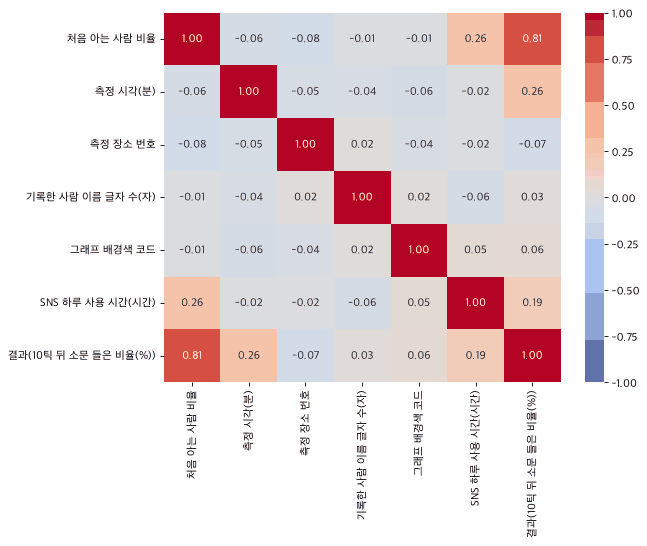 처음 아는 사람 비율 1.00 -0.06 -0.08 -0.01 -0.01 0.26 0.81
측정 시각(분) -0.06 1.00 -0.05 -0.04 -0.06 -0.02 0.26
측정 장소 번호 -0.08 -0.05 1.00 0.02 -0.04 -0.02 -0.07
기록한 사람 이름 글자 수(자) -0.01 -0.04 0.02 1.00 0.02 -0.06 0.03
그래프 배경색 코드 -0.01 -0.06 -0.04 0.02 1.00 0.05 0.06
SNS 하루 사용 시간(시간) 0.26 -0.02 -0.02 -0.06 0.05 1.00 0.19
결과(10틱 뒤 소문 들은 비율(%)) 0.81 0.26 -0.07 0.03 0.06 0.19 1.00
처음 아는 사람 비율
측정 시각(분)
측정 장소 번호
기록한 사람 이름 글자 수(자)
그래프 배경색 코드
SNS 하루 사용 시간(시간)
결과(10틱 뒤 소문 들은 비율(%))
1.00
0.75
0.50
0.25
0.00
-0.25
-0.50
-0.75
-1.00